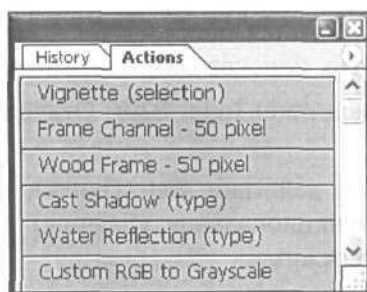 History Actions
Vignette (selection)
Frame Channel - 50 pixel
Wood Frame - 50 pixel
Cast Shadow (type)
Water Reflection (type)
Custom RGB to Grayscale